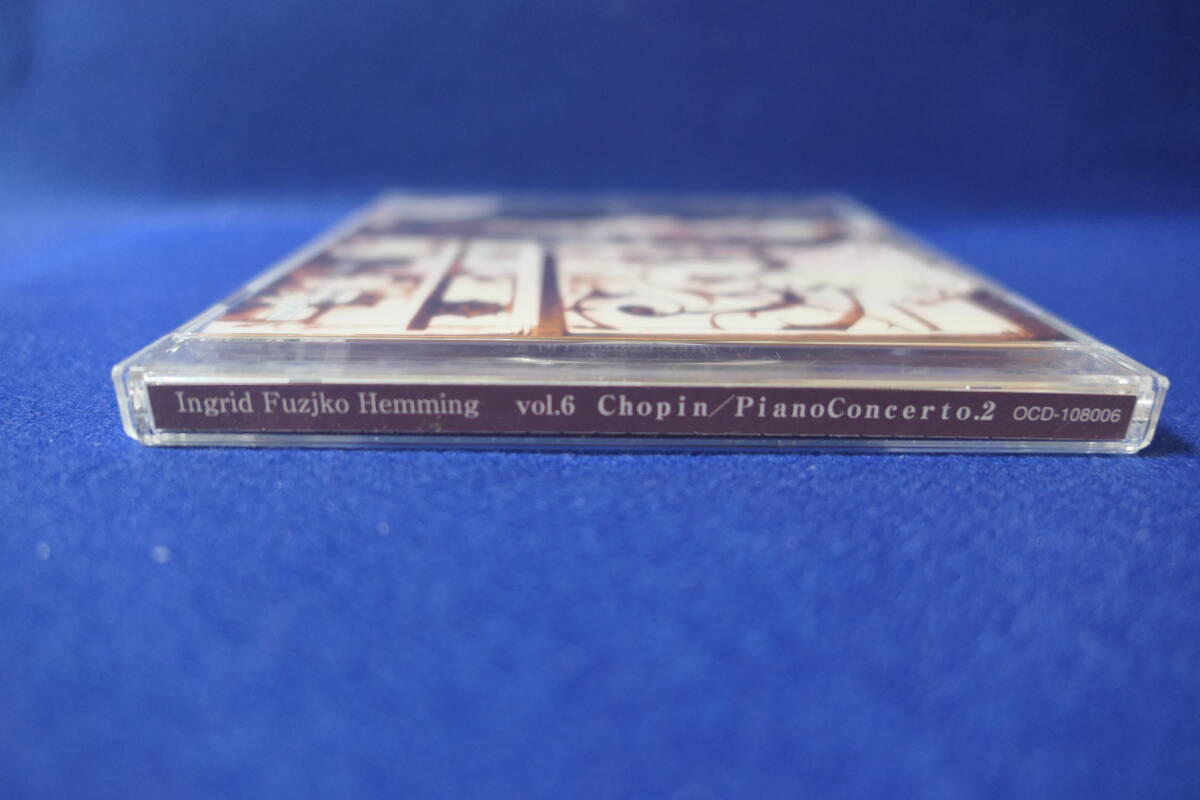 Ingrid Fuzjko Hemming vol.6 Chopin／PianoConcerto.2 OCD-108006